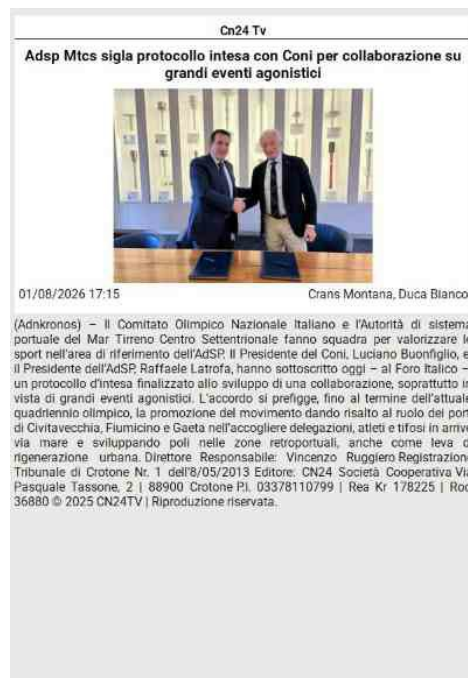 Cn24 Tv
Adsp Mtcs sigla protocollo intesa con Coni per collaborazione su
grandi eventi agonistici
01/08/2026 17:15
Crans Montana, Duca Bianco
(Adnkronos) – Il Comitato Olimpico Nazionale Italiano e l'Autorità di sistema
portuale del Mar Tirreno Centro Settentrionale fanno squadra per valorizzare l
sport nell'area di riferimento dell'AdSP. Il Presidente del Coni, Luciano Buonfiglio, e
il Presidente dell'AdSP, Raffaele Latrofa, hanno sottoscritto oggi – al Foro Italico –
un protocollo d'intesa finalizzato allo sviluppo di una collaborazione, soprattutto in
vista di grandi eventi agonistici. L'accordo si prefigge, fino al termine dell'attuale
quadriennio olimpico, la promozione del movimento dando risalto al ruolo dei port
di Civitavecchia, Fiumicino e Gaeta nell'accogliere delegazioni, atleti e tifosi in arrivo
via mare e sviluppando poli nelle zone retroportuali, anche come leva d
rigenerazione urbana. Direttore Responsabile: Vincenzo Ruggiero Registrazione
Tribunale di Crotone Nr. 1 dell'8/05/2013 Editore: CN24 Società Cooperativa Via
Pasquale Tassone, 2 | 88900 Crotone P.I. 03378110799 | Rea Kr 178225 | Roc
36880 © 2025 CN24TV | Riproduzione riservata.